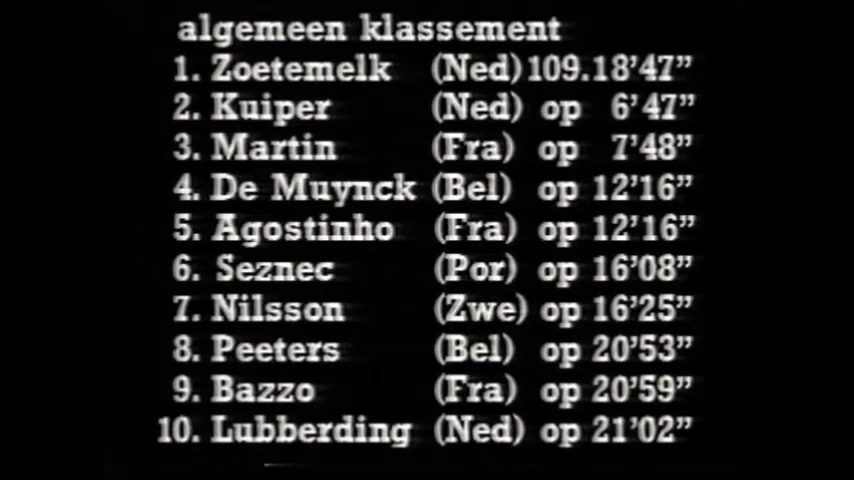 algemeen klassement
1. Zoetemelk (Ned) 109.18'47"
2. Kuiper (Ned) op 6'47"
3. Martin (Fra) op 7'48"
4. De Muynck (Bel) op 12'16"
5. Agostinho (Fra) op 12'16"
6. Seznec (Por) op 16'08"
7. Nilsson (Zwe) op 16'25"
8. Peeters (Bel) op 20'53"
9. Bazzo (Fra) op 20'59"
10. Lubberding (Ned) op 21'02"